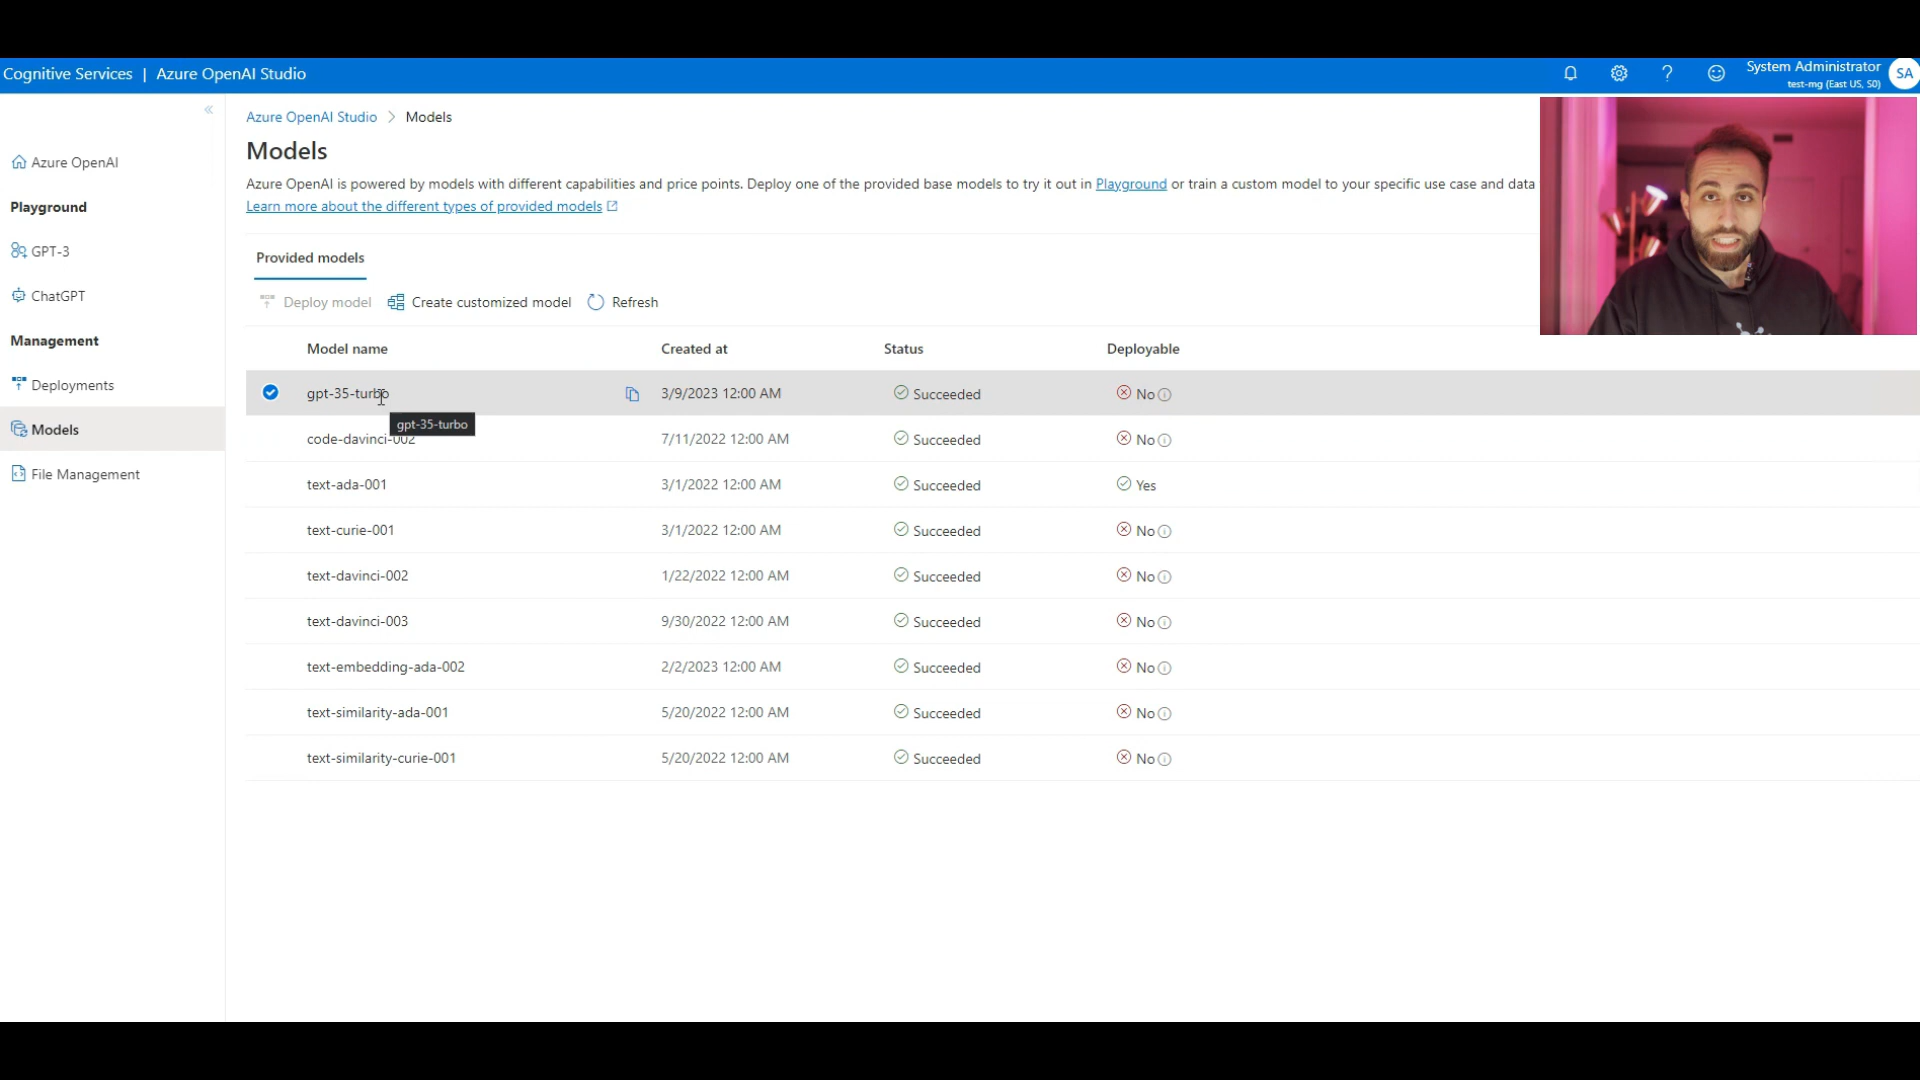 Cognitive Services | Azure OpenAI Studio
System Administrator
test-mg (East US, S0)
SA
Azure OpenAI Studio > Models
Models
Azure OpenAI is powered by models with different capabilities and price points. Deploy one of the provided base models to try it out in Playground or train a custom model to your specific use case and data
Learn more about the different types of provided models
Azure OpenAI
Playground
GPT-3
ChatGPT
Management
Deployments
Models
File Management
Provided models
Deploy model Create customized model Refresh
Model name Created at Status Deployable
gpt-35-turbo 3/9/2023 12:00 AM Succeeded No
gpt-35-turbo
code-davinci-002 7/11/2022 12:00 AM Succeeded No
text-ada-001 3/1/2022 12:00 AM Succeeded Yes
text-curie-001 3/1/2022 12:00 AM Succeeded No
text-davinci-002 1/22/2022 12:00 AM Succeeded No
text-davinci-003 9/30/2022 12:00 AM Succeeded No
text-embedding-ada-002 2/2/2023 12:00 AM Succeeded No
text-similarity-ada-001 5/20/2022 12:00 AM Succeeded No
text-similarity-curie-001 5/20/2022 12:00 AM Succeeded No